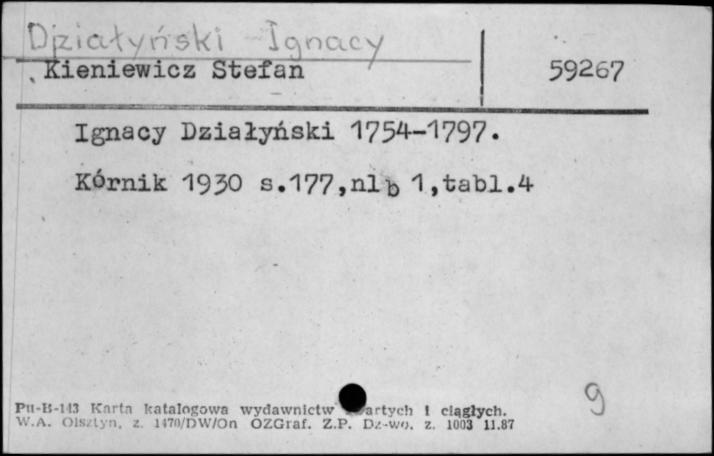 Działyński Ignacy
Kieniewicz Stefan 59267
Ignacy Działyński 1754-1797.
Kórnik 1930 s.177,nlb 1,tabl.4
9
Pu-B-143 Karta katalogowa wydawnictw artych i ciągłych.
W.A. Olsztyn, z. 1470/DW/On OZGraf. Z.P. Dz-wo. z. 1003 11.87